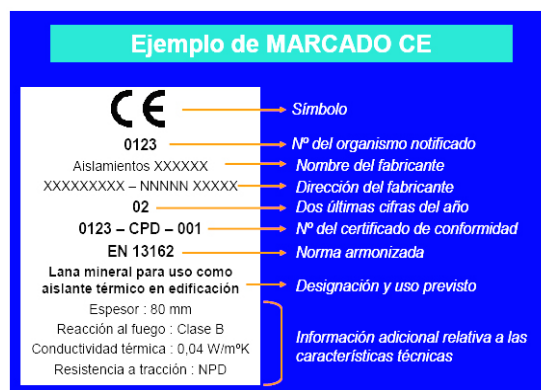 Ejemplo de MARCADO CE
CE
Símbolo
0123
Nº del organismo notificado
Aislamientos XXXXXX
Nombre del fabricante
XXXXXXXXX – NNNNN XXXXX
Dirección del fabricante
02
Dos últimas cifras del año
0123 – CPD – 001
Nº del certificado de conformidad
EN 13162
Norma armonizada
Lana mineral para uso como
aislante térmico en edificación
Designación y uso previsto
Espesor : 80 mm
Reacción al fuego : Clase B
Conductividad térmica : 0,04 W/mºK
Resistencia a tracción : NPD
Información adicional relativa a las
características técnicas